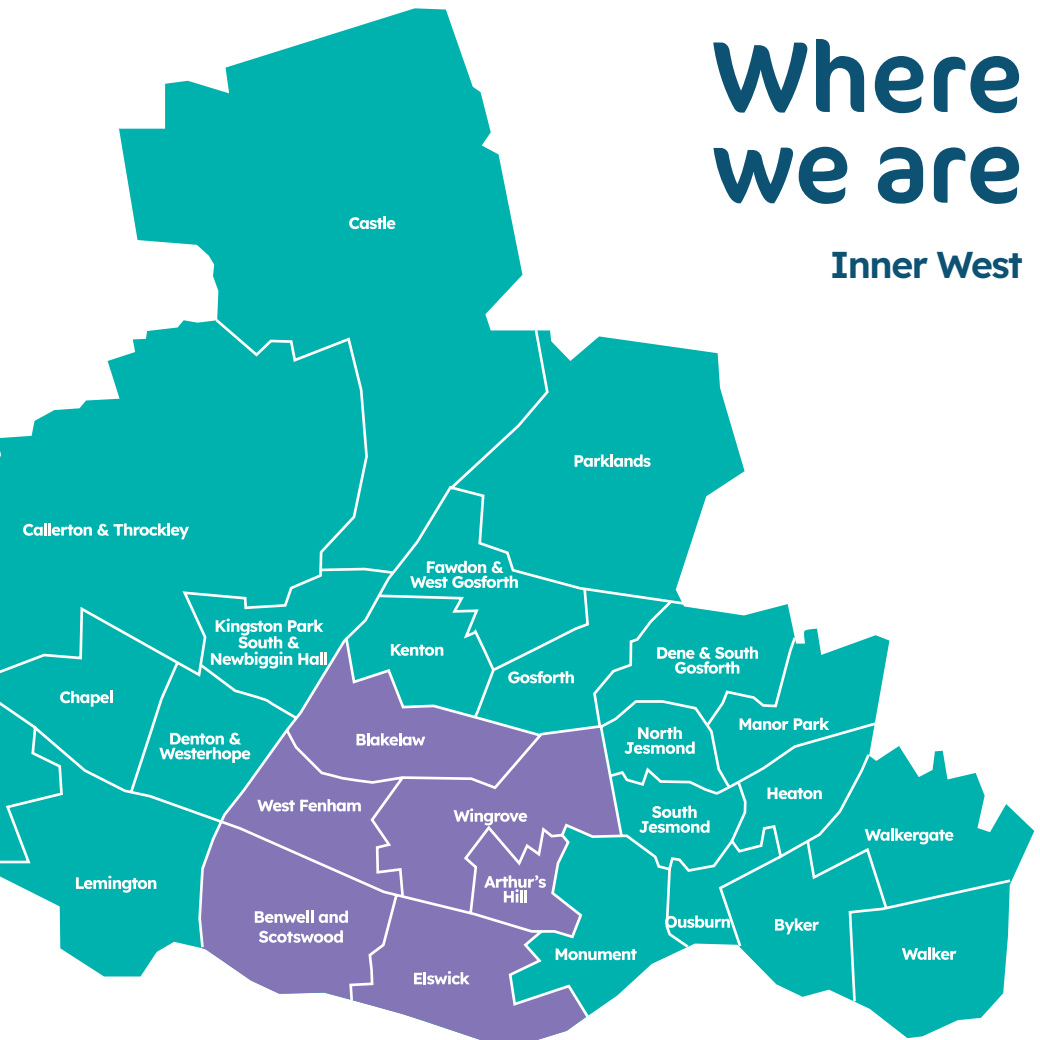 Where
we are
Inner West
Castle
Parklands
Callerton & Throckley
Fawdon &
West Gosforth
Kingston Park
South &
Newbiggin Hall
Kenton
Gosforth
Dene & South
Gosforth
Chapel
Denton &
Westerhope
Blakelaw
North
Jesmond
Manor Park
West Fenham
Wingrove
South
Jesmond
Heaton
Walkergate
Lemington
Arthur's
Hill
Benwell and
Scotswood
Elswick
Monument
Ousburn
Byker
Walker